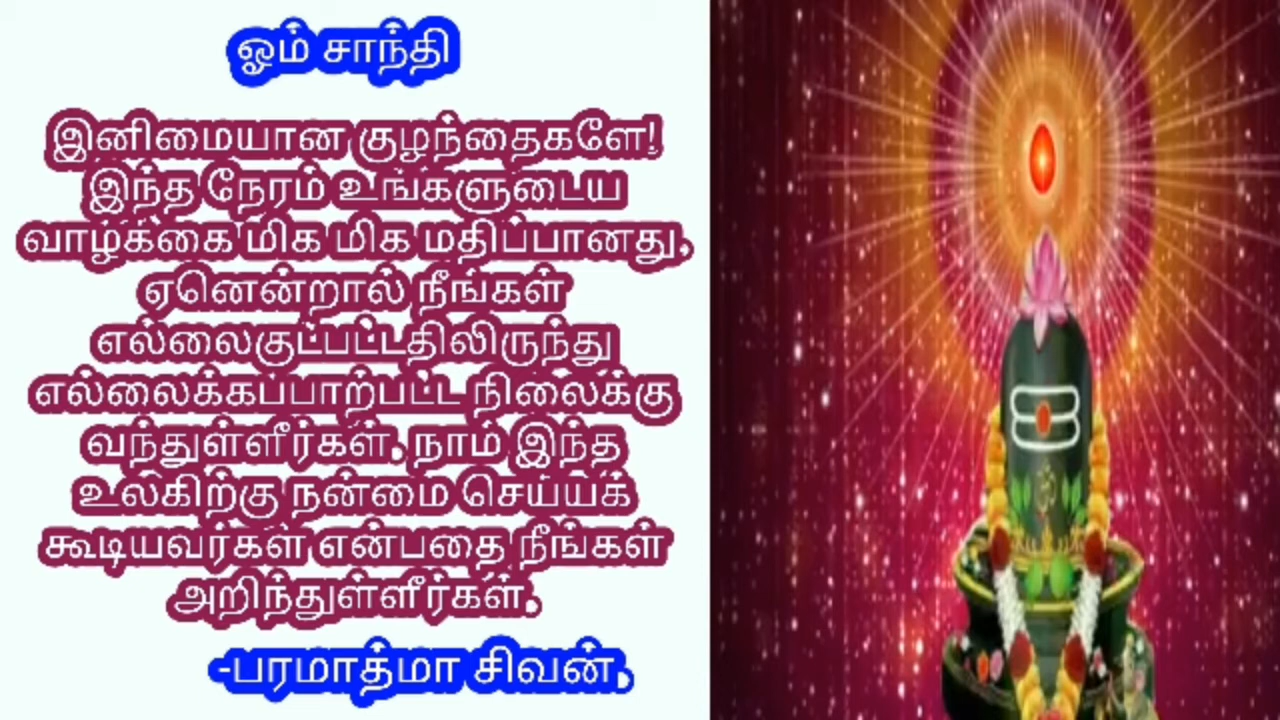 ஓம் சாந்தி
இனிமையான குழந்தைகளே!
இந்த நேரம் உங்களுடைய
வாழ்க்கை மிக மிக மதிப்பானது.
ஏனென்றால் நீங்கள்
எல்லைகுட்பட்டதிலிருந்து
எல்லைக்கப்பாற்பட்ட நிலைக்கு
வந்துள்ளீர்கள். நாம் இந்த
உலகிற்கு நன்மை செய்யக்
கூடியவர்கள் என்பதை நீங்கள்
அறிந்துள்ளீர்கள்.
-பரமாத்மா சிவன்.